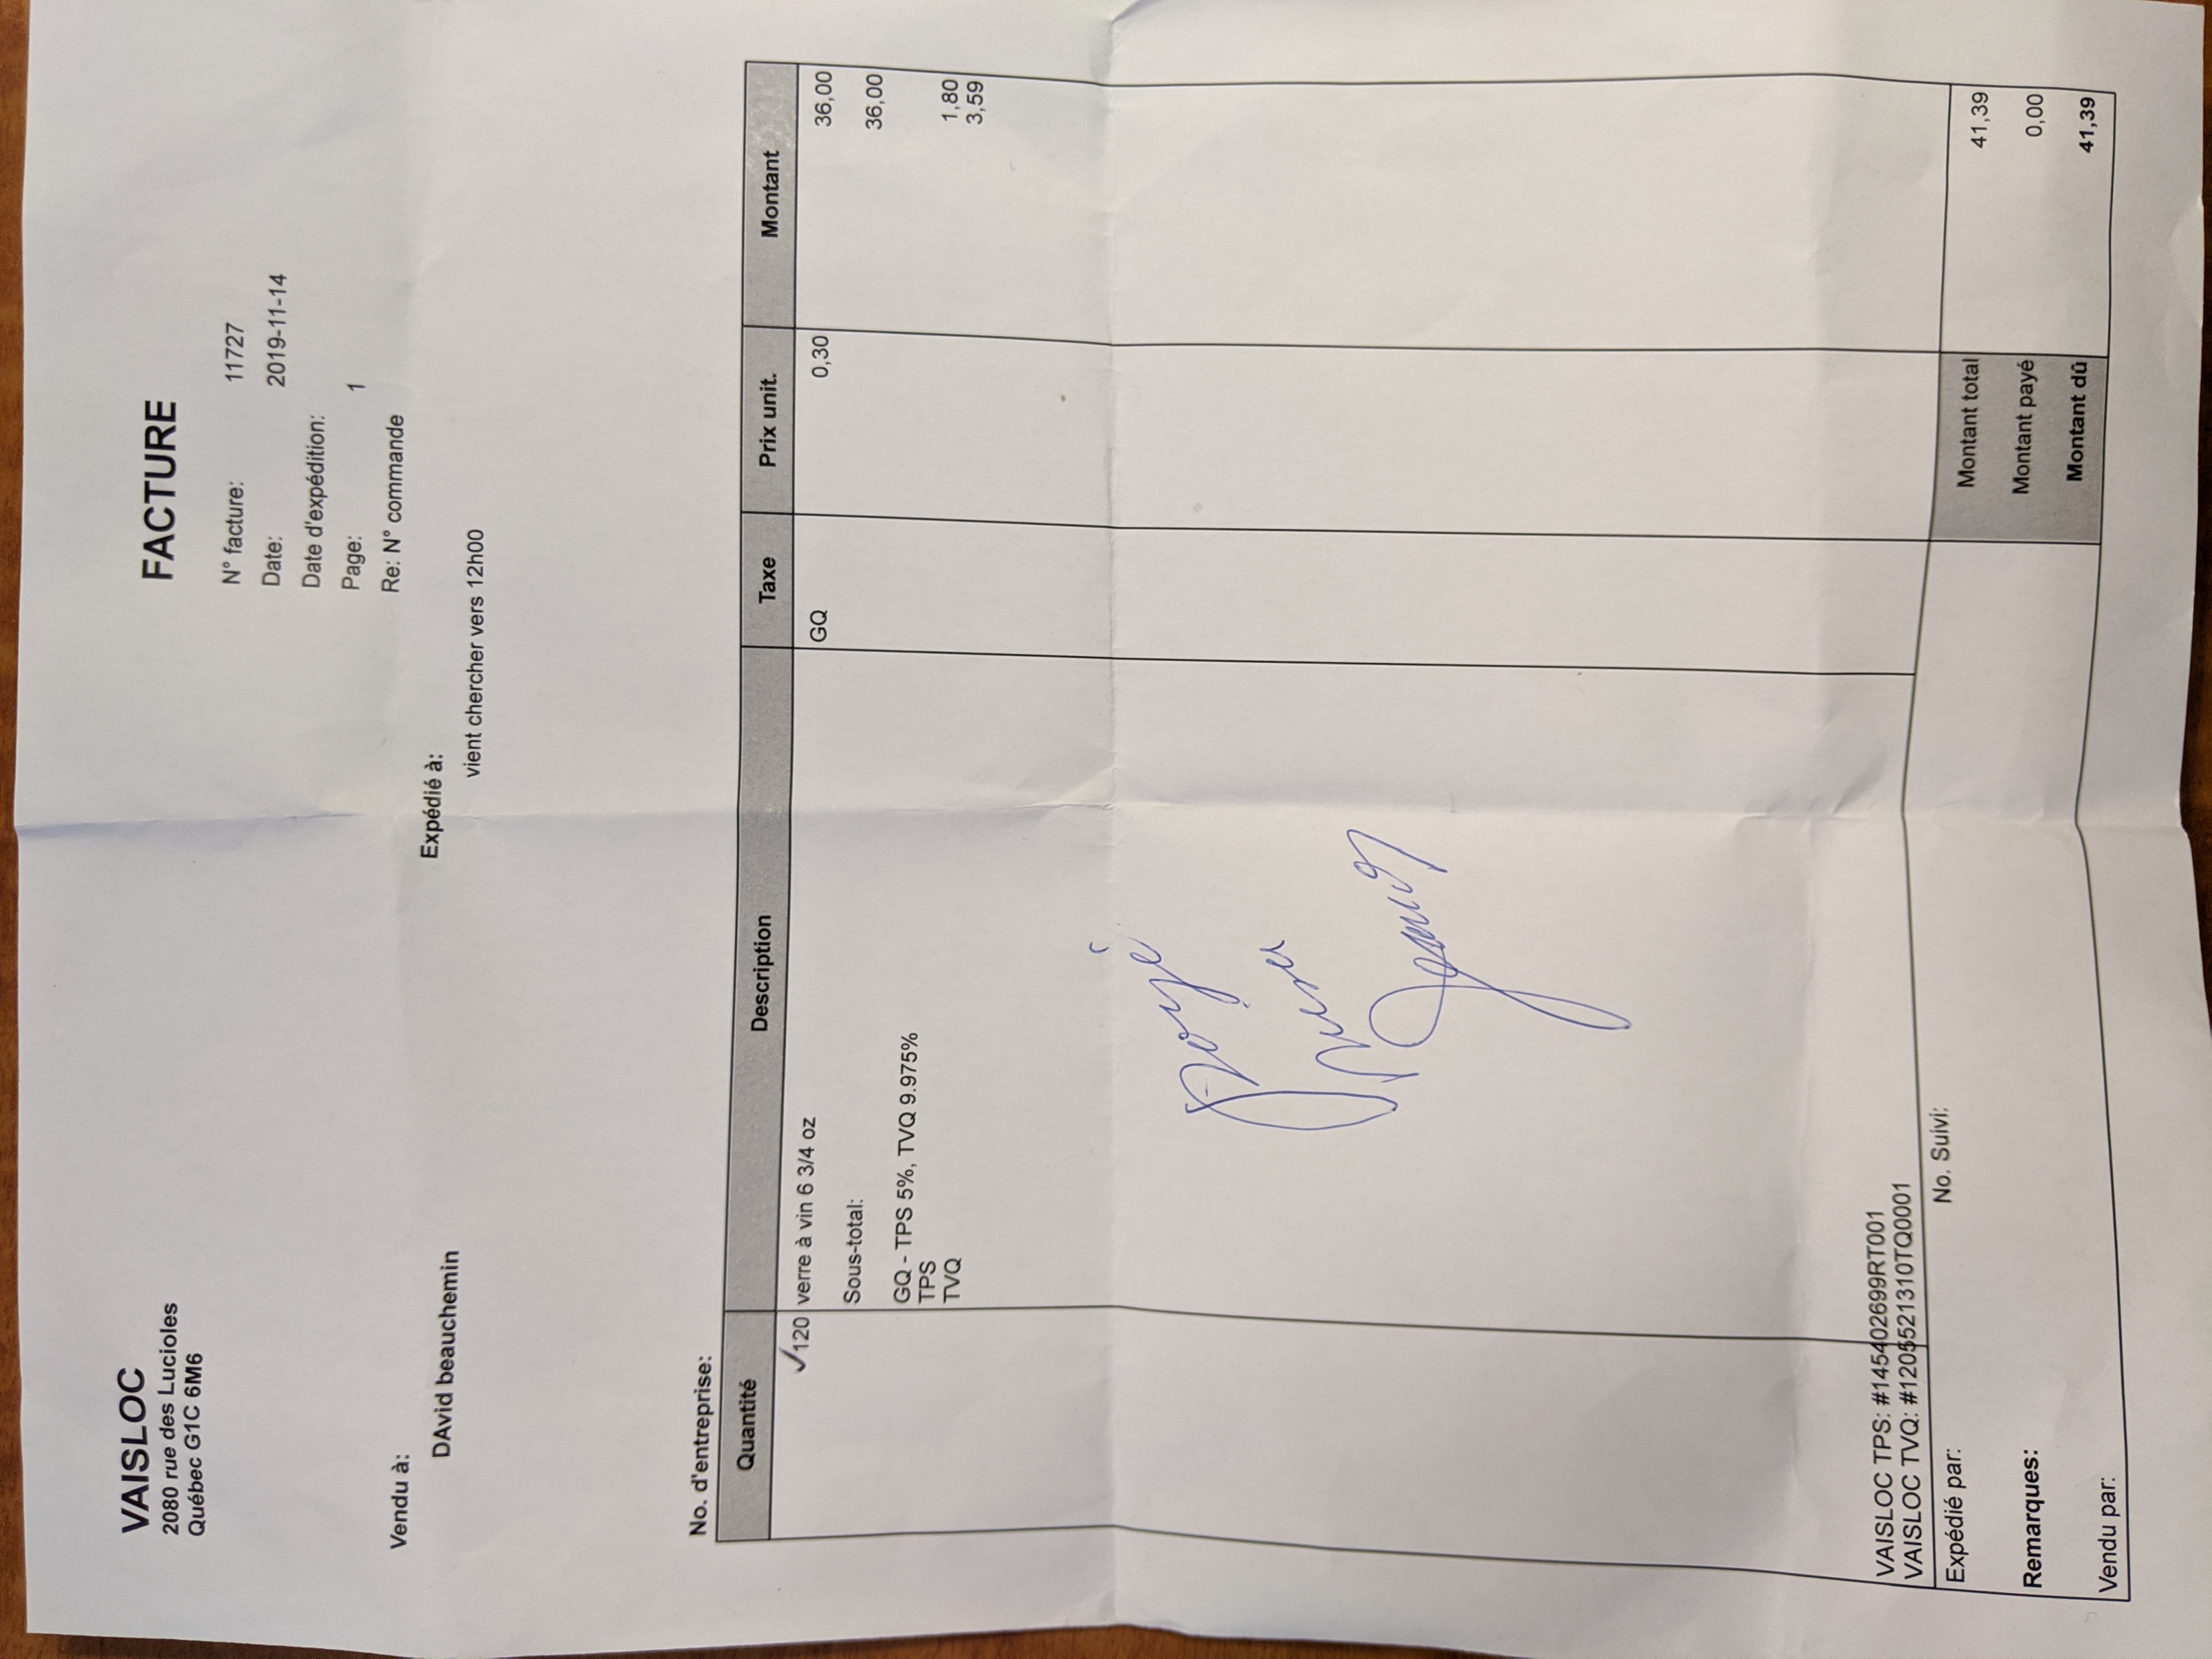 VAISLOC
2080 rue des Lucioles
Québec G1C 6M6
FACTURE
N° facture: 11727
Date: 2019-11-14
Date d'expédition:
Page: 1
Re: N° commande
Vendu à:
DAvid beauchemin
Expédié à:
vient chercher vers 12h00
No. d'entreprise:
Quantité Description Taxe Prix unit. Montant
120 verre à vin 6 3/4 oz GQ 0,30 36,00
Sous-total: 36,00
GQ - TPS 5%, TVQ 9.975%
TPS 1,80
TVQ 3,59
payé
visa
VAISLOC TPS: #145402699RT001
VAISLOC TVQ: #1205521310TQ0001
Expédié par: No. Suivi:
Montant total 41,39
Remarques:
Montant payé 0,00
Montant dû 41,39
Vendu par: